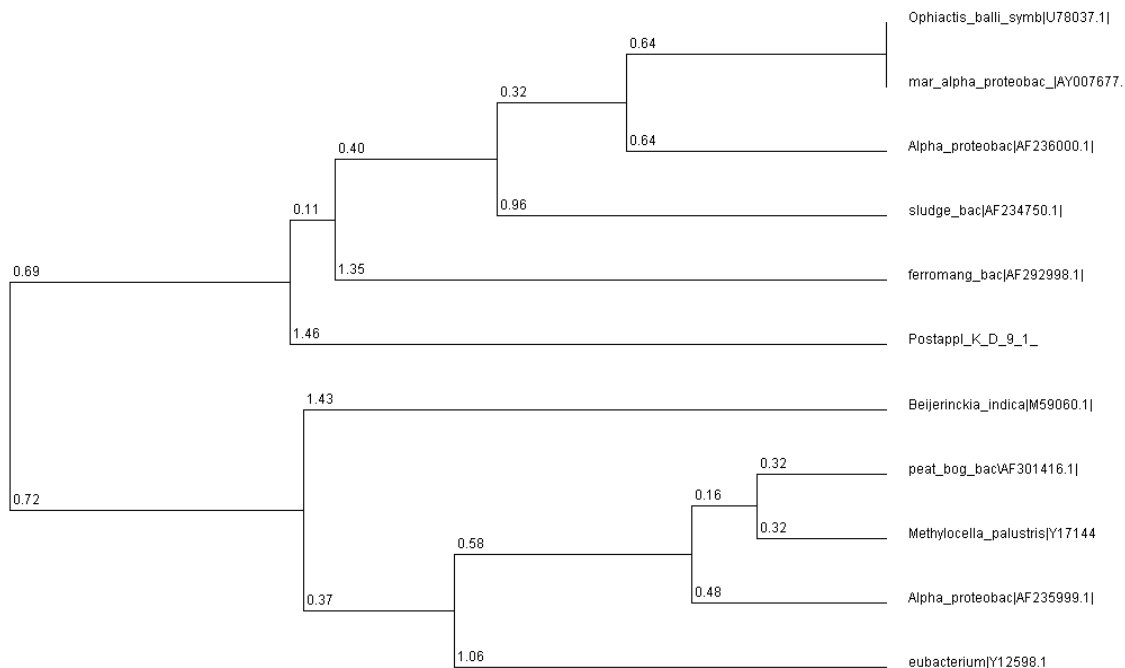 Ophiactis_balli_symb|U78037.1|
0.64
mar_alpha_proteobac_|AY007677.
0.32
0.64
Alpha_proteobac|AF236000.1|
0.40
0.96
sludge_bac|AF234750.1|
0.11
1.35
ferromang_bac|AF292998.1|
0.69
1.46
Postappl_K_D_9_1_
1.43
Beijerinckia_indica|M59060.1|
0.32
peat_bog_bac\AF301416.1|
0.72
0.16
0.32
Methylocella_palustris|Y17144
0.58
0.48
Alpha_proteobac|AF235999.1|
0.37
1.06
eubacterium|Y12598.1